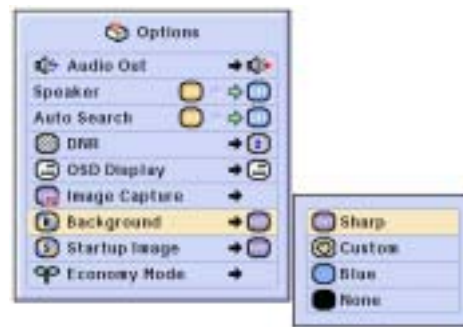 Options
Audio Out
Speaker
Auto Search
DNR
OSD Display
Image Capture
Background
Startup Image
Economy Mode
Sharp
Custom
Blue
None